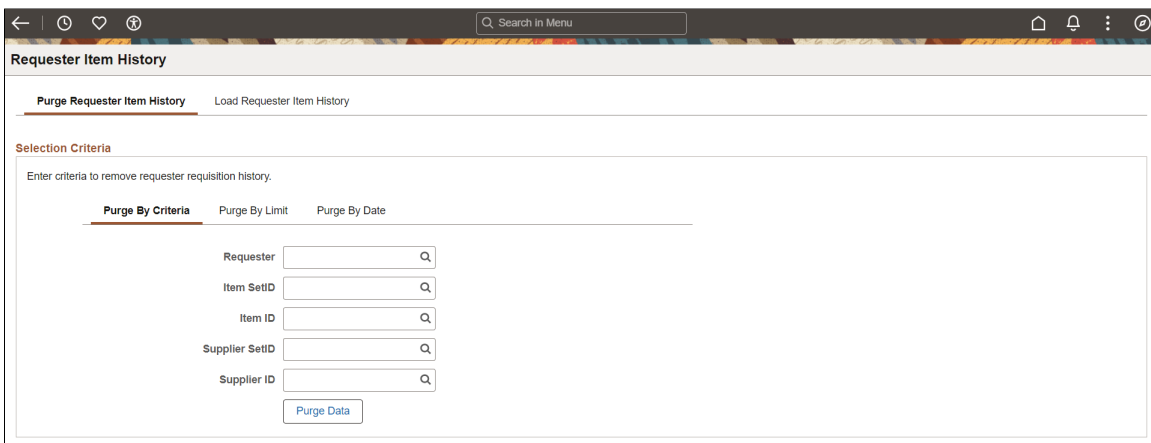 Search in Menu
Requester Item History
Purge Requester Item History Load Requester Item History
Selection Criteria
Enter criteria to remove requester requisition history.
Purge By Criteria Purge By Limit Purge By Date
Requester
Item SetID
Item ID
Supplier SetID
Supplier ID
Purge Data